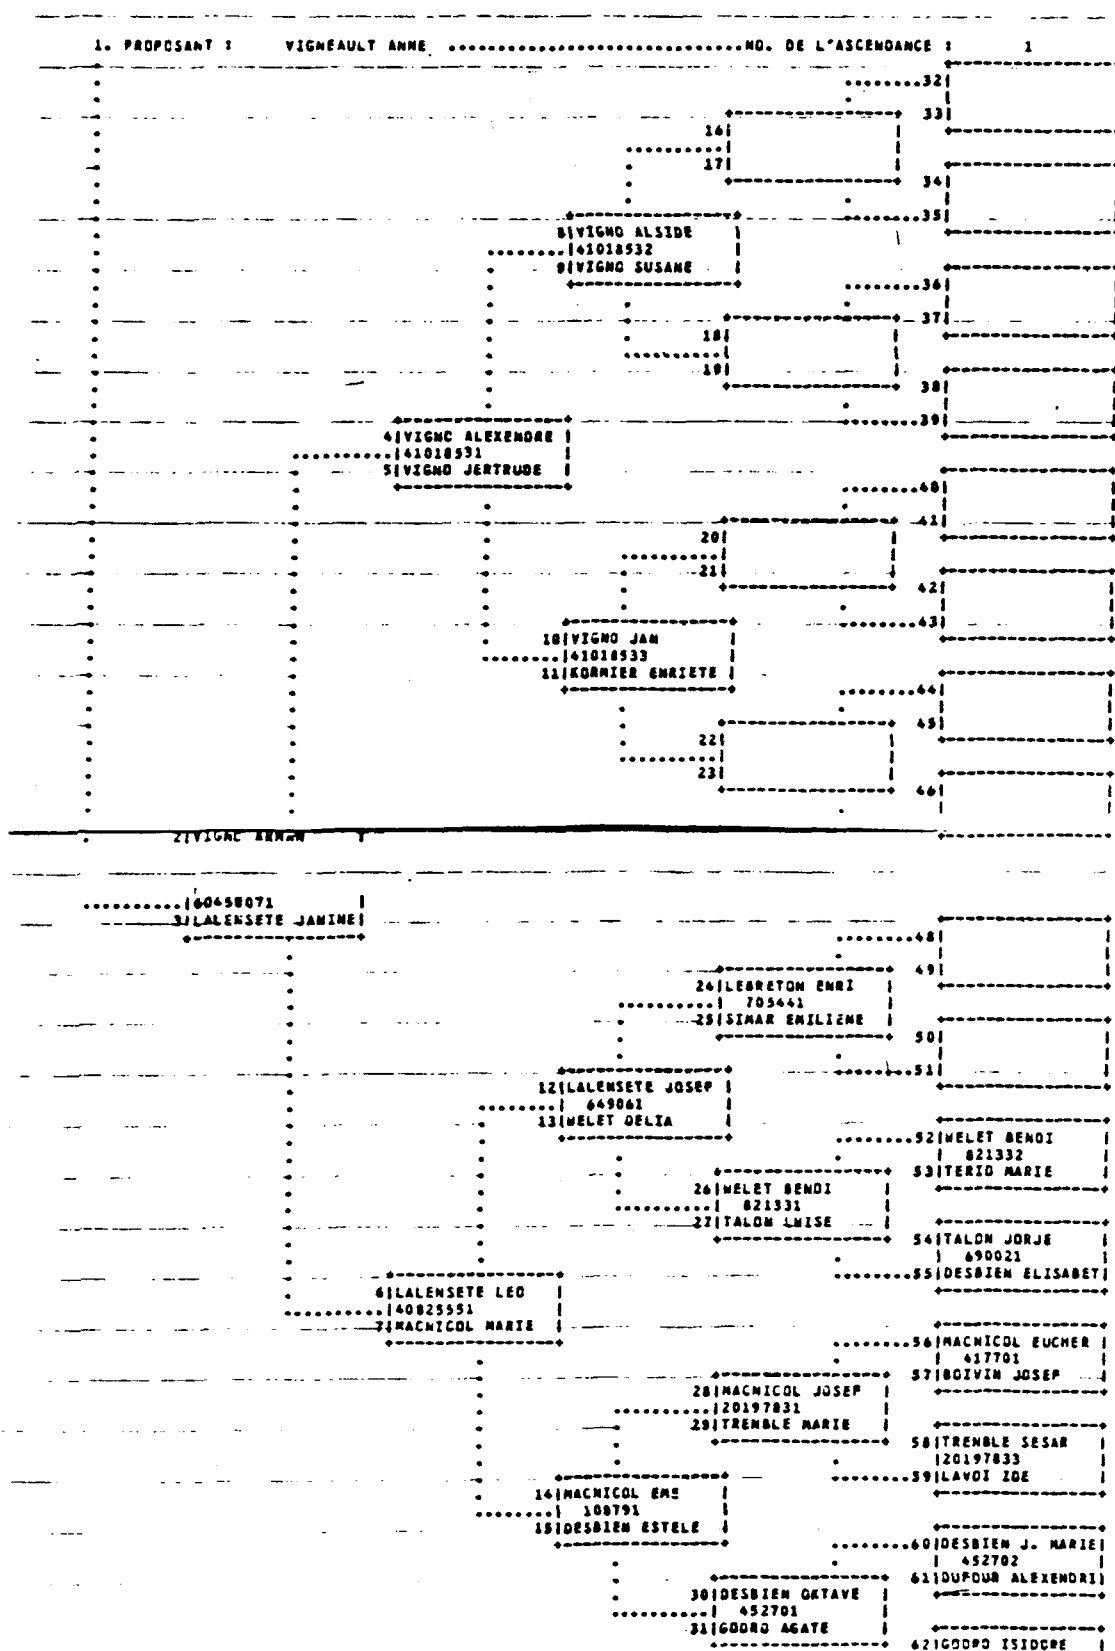 1. PROPOSANT : VIGNEAULT ANNE ..............................NO. DE L'ASCENDANCE : 1
32
33
16
17
34
35
8 VIGNO ALSIDE
41018532
9 VIGNO SUSANE
36
37
18
19
38
39
4 VIGNO ALEXENDRE
41018531
5 VIGNO JERTRUDE
40
41
20
21
42
43
10 VIGNO JAN
41018533
11 KORMIER ENRIETE
44
45
22
23
46
2 VIGNO
60458071
3 LALENSETE JANINE
48
49
24 LEBRETON ENRI
705441
25 SIMAR EMILIENE
50
51
12 LALENSETE JOSEP
649061
13 WELET DELIA
52 WELET BENOI
821332
53 TERIO MARIE
26 WELET BENOI
821331
27 TALON LWISE
54 TALON JORJE
690021
55 DESBIEN ELISABET
6 LALENSETE LEO
40825551
7 MACNICOL MARIE
56 MACNICOL EUCHER
417701
57 BOIVIN JOSEP
28 MACNICOL JOSEP
20197831
29 TRENBLE MARIE
58 TRENBLE SESAR
20197833
59 LAVOI ZOE
14 MACNICOL EME
108791
15 DESBIEN ESTELE
60 DESBIEN J. MARIE
452702
61 DUFOUR ALEXENDRI
30 DESBIEN OKTAVE
452701
31 GODRO AGATE
62 GODRO ISIDORE